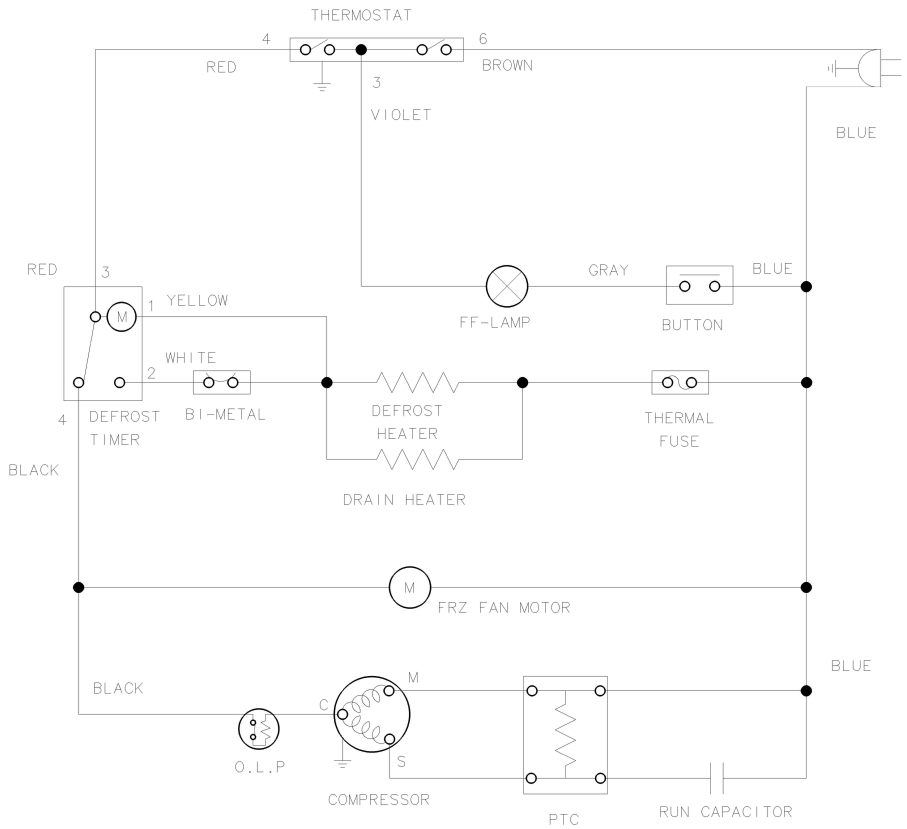 THERMOSTAT
4
6
RED
BROWN
3
VIOLET
BLUE
RED
3
GRAY
BLUE
1
YELLOW
M
FF-LAMP
BUTTON
WHITE
2
4
DEFROST
TIMER
BI-METAL
DEFROST
HEATER
THERMAL
FUSE
BLACK
DRAIN HEATER
M
FRZ FAN MOTOR
BLUE
BLACK
M
C
S
O.L.P
COMPRESSOR
PTC
RUN CAPACITOR